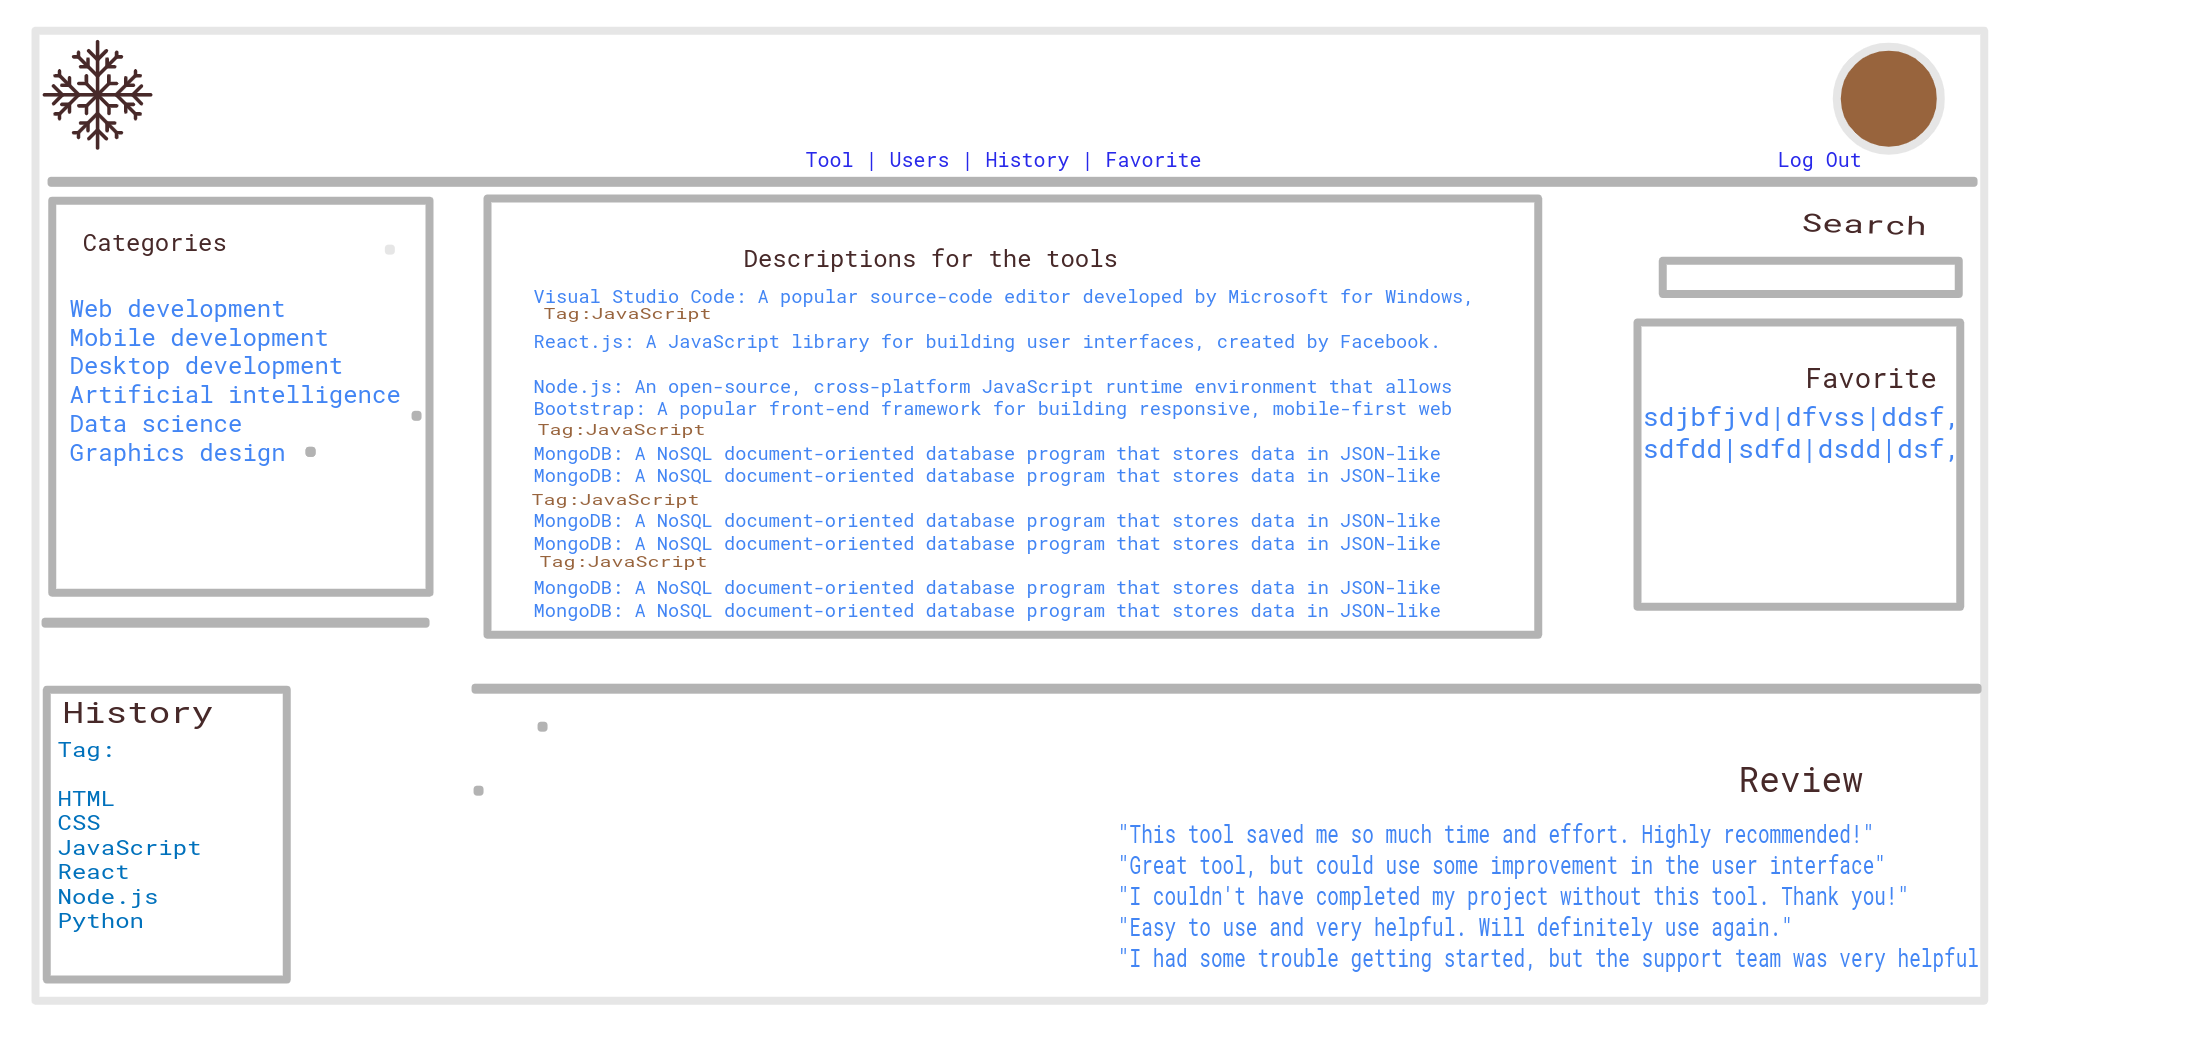 Tool | Users | History | Favorite
Log Out
Categories
Web development
Mobile development
Desktop development
Artificial intelligence
Data science
Graphics design
Descriptions for the tools
Visual Studio Code: A popular source-code editor developed by Microsoft for Windows,
Tag:JavaScript
React.js: A JavaScript library for building user interfaces, created by Facebook.
Node.js: An open-source, cross-platform JavaScript runtime environment that allows
Bootstrap: A popular front-end framework for building responsive, mobile-first web
Tag:JavaScript
MongoDB: A NoSQL document-oriented database program that stores data in JSON-like
MongoDB: A NoSQL document-oriented database program that stores data in JSON-like
Tag:JavaScript
MongoDB: A NoSQL document-oriented database program that stores data in JSON-like
MongoDB: A NoSQL document-oriented database program that stores data in JSON-like
Tag:JavaScript
MongoDB: A NoSQL document-oriented database program that stores data in JSON-like
MongoDB: A NoSQL document-oriented database program that stores data in JSON-like
Search
Favorite
sdjbfjvd|dfvss|ddsf,
sdfdd|sdfd|dsdd|dsf,
History
Tag:
HTML
CSS
JavaScript
React
Node.js
Python
Review
"This tool saved me so much time and effort. Highly recommended!"
"Great tool, but could use some improvement in the user interface"
"I couldn't have completed my project without this tool. Thank you!"
"Easy to use and very helpful. Will definitely use again."
"I had some trouble getting started, but the support team was very helpful